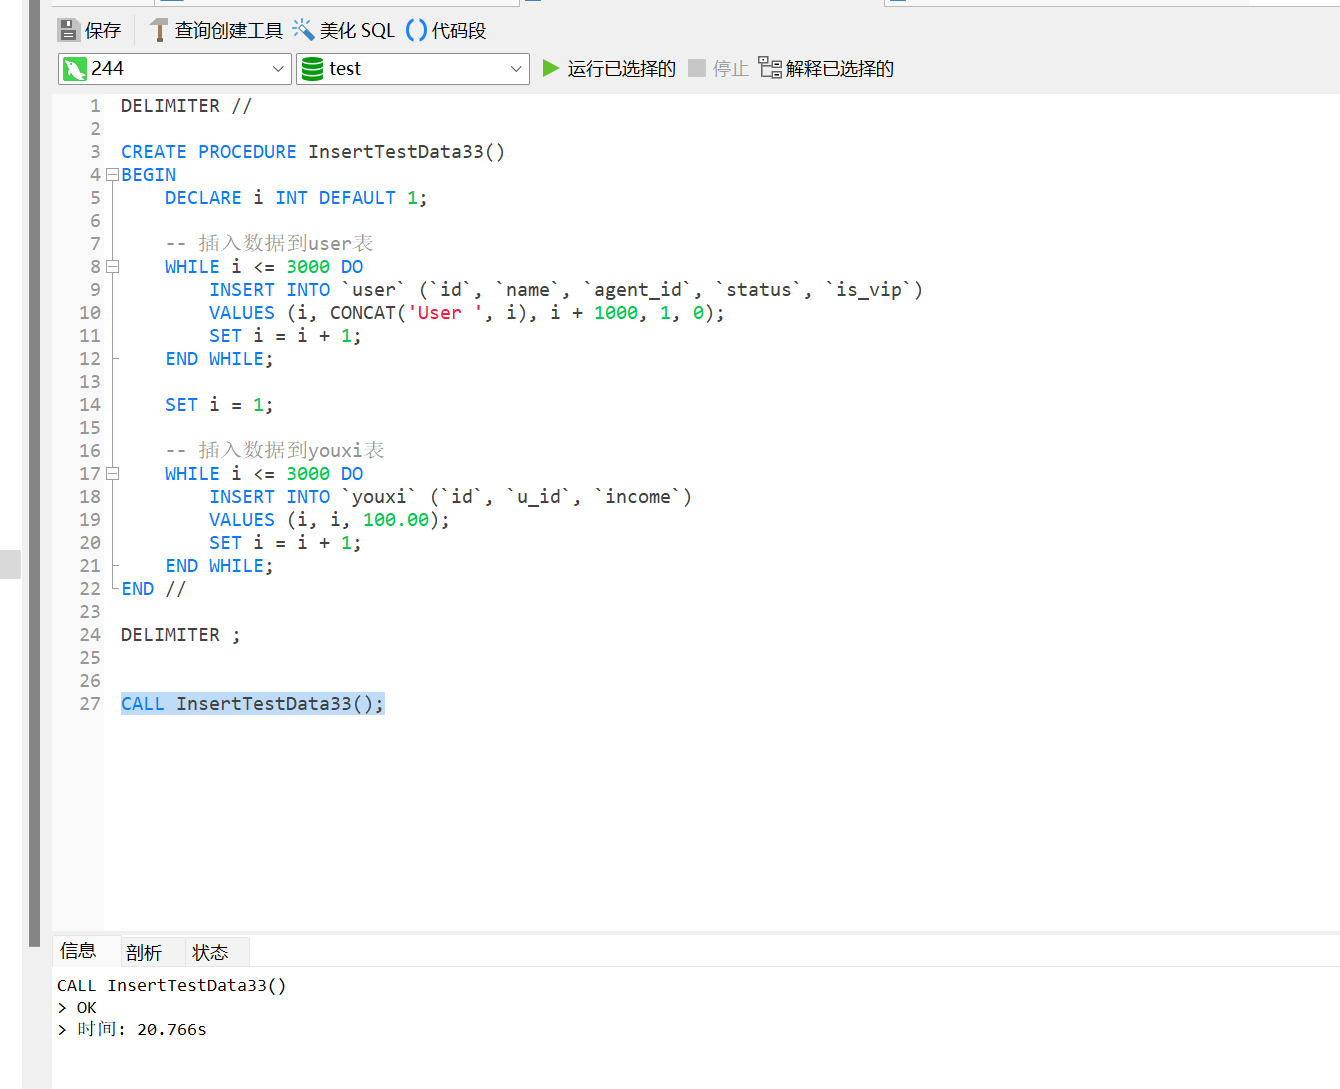 保存 查询创建工具 美化 SQL 代码段
244 test 运行已选择的 停止 解释已选择的
1 DELIMITER //
2
3 CREATE PROCEDURE InsertTestData33()
4 BEGIN
5 DECLARE i INT DEFAULT 1;
6
7 -- 插入数据到user表
8 WHILE i <= 3000 DO
9 INSERT INTO `user` (`id`, `name`, `agent_id`, `status`, `is_vip`)
10 VALUES (i, CONCAT('User ', i), i + 1000, 1, 0);
11 SET i = i + 1;
12 END WHILE;
13
14 SET i = 1;
15
16 -- 插入数据到youxi表
17 WHILE i <= 3000 DO
18 INSERT INTO `youxi` (`id`, `u_id`, `income`)
19 VALUES (i, i, 100.00);
20 SET i = i + 1;
21 END WHILE;
22 END //
23
24 DELIMITER ;
25
26
27 CALL InsertTestData33();
信息 剖析 状态
CALL InsertTestData33()
> OK
> 时间: 20.766s